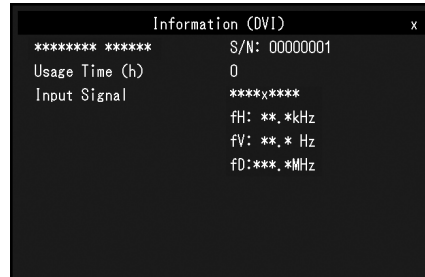 Information (DVI) x
******** ****** S/N: 00000001
Usage Time (h) 0
Input Signal ****x****
fH: **.*kHz
fV: **.* Hz
fD:***.*MHz